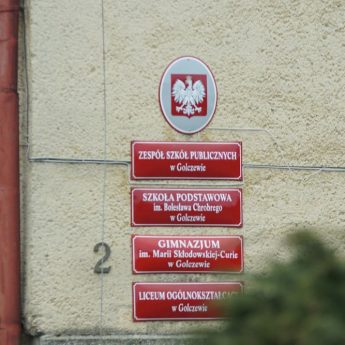 ZESPÓŁ SZKÓŁ PUBLICZNYCH
w Golczewie
SZKOŁA PODSTAWOWA
im. Bolesława Chrobrego
w Golczewie
GIMNAZJUM
im. Marii Skłodowskiej-Curie
w Golczewie
2
LICEUM OGÓLNOKSZTAŁCĄCE
w Golczewie